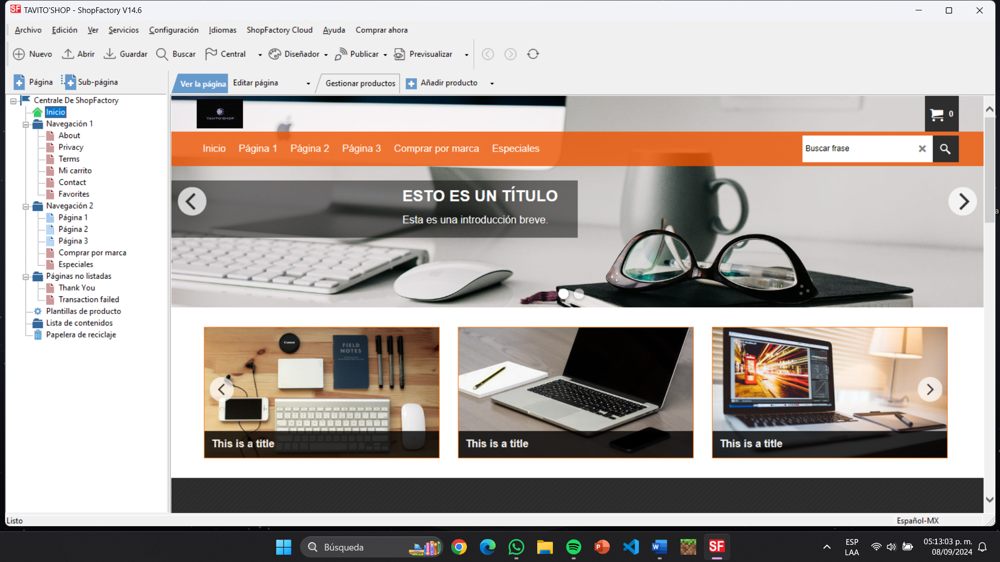 SF TAVITO'SHOP - ShopFactory V14.6
Archivo Edición Ver Servicios Configuración Idiomas ShopFactory Cloud Ayuda Comprar ahora
Nuevo Abrir Guardar Buscar Central Diseñador Publicar Previsualizar
Página Sub-página
Ver la página Editar página Gestionar productos Añadir producto
Centrale De ShopFactory
Inicio
Navegación 1
About
Privacy
Terms
Mi carrito
Contact
Favorites
Navegación 2
Página 1
Página 2
Página 3
Comprar por marca
Especiales
Páginas no listadas
Thank You
Transaction failed
Plantillas de producto
Lista de contenidos
Papelera de reciclaje
TAVITO'SHOP
0
Inicio Página 1 Página 2 Página 3 Comprar por marca Especiales
Buscar frase
ESTO ES UN TÍTULO
Esta es una introducción breve.
Canon
FIELD
NOTES
This is a title
This is a title
This is a title
Listo
Español-MX
Búsqueda
P
W
SF
ESP
LAA
05:13:03 p. m.
08/09/2024
a